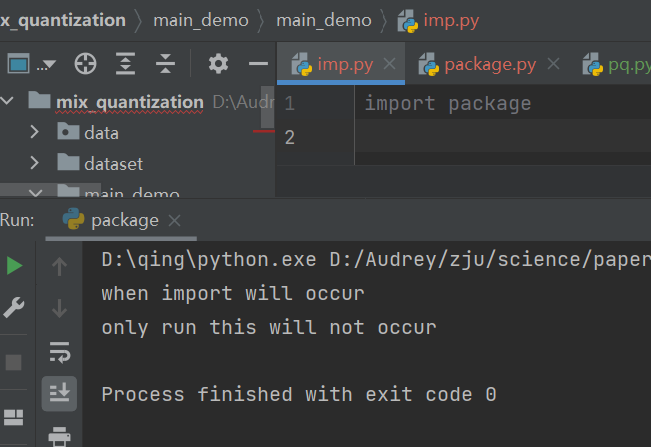 x_quantization main_demo main_demo imp.py
imp.py package.py pq.py
mix_quantization D:\Aud
1 import package
data
2
dataset
main_demo
Run: package
D:\qing\python.exe D:/Audrey/zju/science/paper
when import will occur
only run this will not occur
Process finished with exit code 0